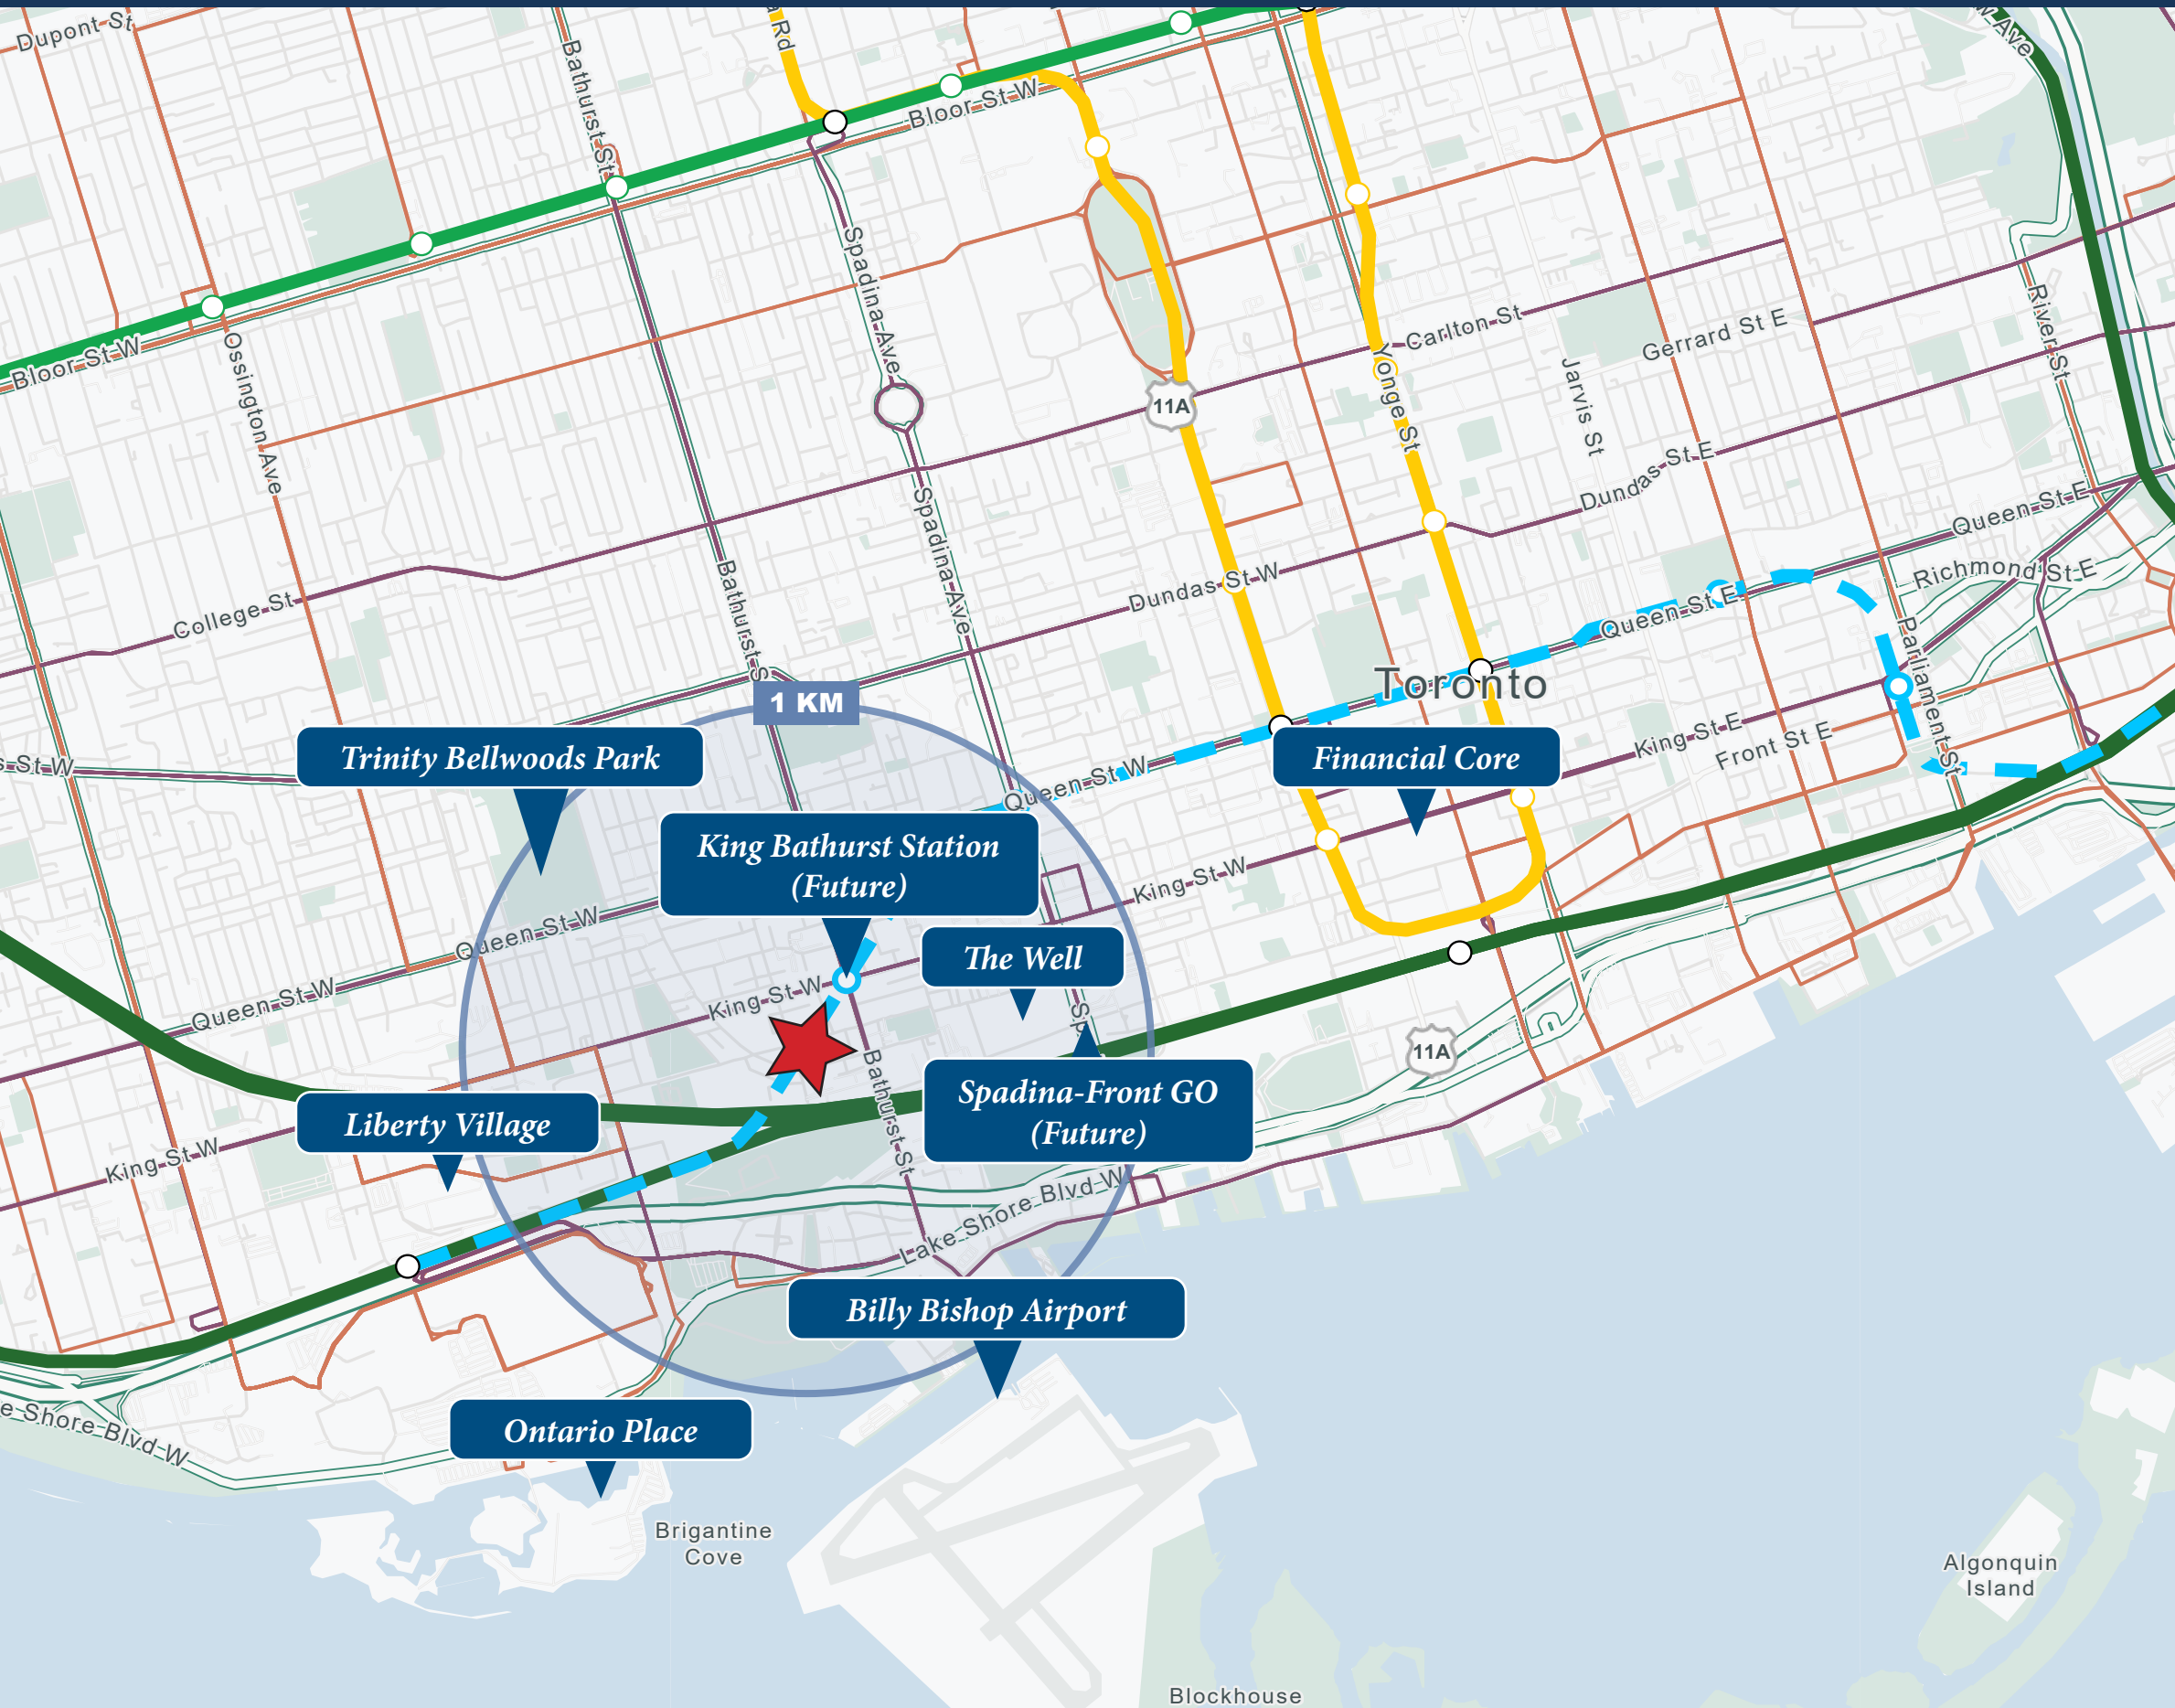 Dupont St
a Rd
w Ave
Bathurst St
Bloor St W
Spadina Ave
Bloor St W
Ossington Ave
Carlton St
Gerrard St E
River St
11A
Yonge St
Jarvis St
Dundas St E
Spadina Ave
Queen St E
College St
Bathurst S
Dundas St W
Richmond St E
Queen St E
Parliament St
Toronto
1 KM
King St E
Front St E
s St W
Trinity Bellwoods Park
Financial Core
Queen St W
King Bathurst Station
(Future)
King St W
Queen St W
The Well
Queen St W
King St W
Sp
11A
Bathurst St
Spadina-Front GO
(Future)
Liberty Village
King St W
Lake Shore Blvd W
Billy Bishop Airport
e Shore Blvd W
Ontario Place
Brigantine
Cove
Algonquin
Island
Blockhouse